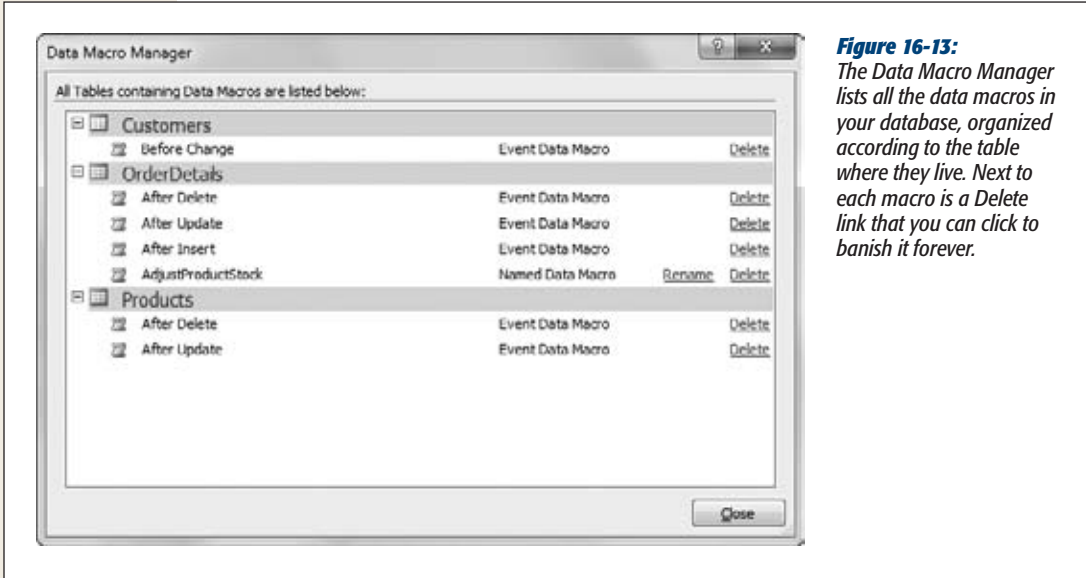 Data Macro Manager
All Tables containing Data Macros are listed below:
Customers
Before Change Event Data Macro Delete
OrderDetails
After Delete Event Data Macro Delete
After Update Event Data Macro Delete
After Insert Event Data Macro Delete
AdjustProductStock Named Data Macro Rename Delete
Products
After Delete Event Data Macro Delete
After Update Event Data Macro Delete
Close
Figure 16-13:
The Data Macro Manager
lists all the data macros in
your database, organized
according to the table
where they live. Next to
each macro is a Delete
link that you can click to
banish it forever.